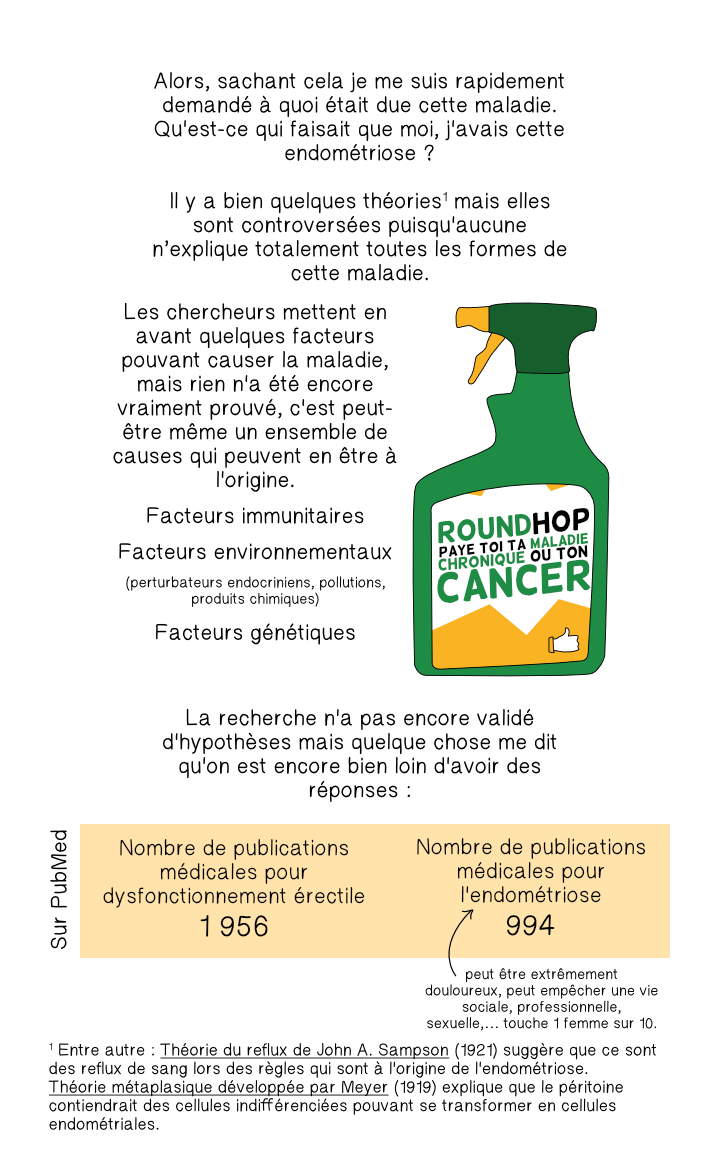 Alors, sachant cela je me suis rapidement
demandé à quoi était due cette maladie.
Qu'est-ce qui faisait que moi, j'avais cette
endométriose ?
Il y a bien quelques théories¹ mais elles
sont controversées puisqu'aucune
n'explique totalement toutes les formes de
cette maladie.
Les chercheurs mettent en
avant quelques facteurs
pouvant causer la maladie,
mais rien n'a été encore
vraiment prouvé, c'est peut-
être même un ensemble de
causes qui peuvent en être à
l'origine.
Facteurs immunitaires
Facteurs environnementaux
(perturbateurs endocriniens, pollutions,
produits chimiques)
Facteurs génétiques
ROUNDHOP
PAYE TOI TA MALADIE
CHRONIQUE OU TON
CANCER
La recherche n'a pas encore validé
d'hypothèses mais quelque chose me dit
qu'on est encore bien loin d'avoir des
réponses :
Sur PubMed
Nombre de publications
médicales pour
dysfonctionnement érectile
1 956
Nombre de publications
médicales pour
l'endométriose
994
peut être extrêmement
douloureux, peut empêcher une vie
sociale, professionnelle,
sexuelle,... touche 1 femme sur 10.
¹ Entre autre : Théorie du reflux de John A. Sampson (1921) suggère que ce sont
des reflux de sang lors des règles qui sont à l'origine de l'endométriose.
Théorie métaplasique développée par Meyer (1919) explique que le péritoine
contiendrait des cellules indifférenciées pouvant se transformer en cellules
endométriales.